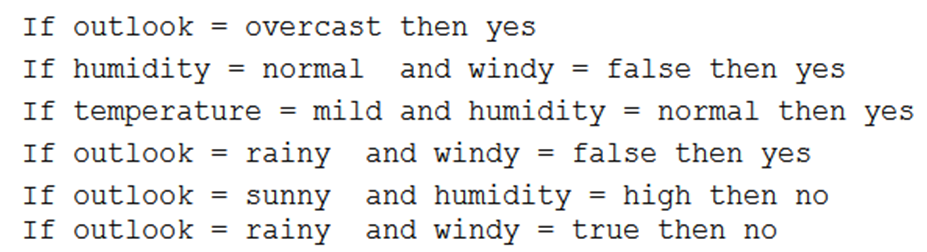 If outlook = overcast then yes
If humidity = normal  and windy = false then yes
If temperature = mild and humidity = normal then yes
If outlook = rainy  and windy = false then yes
If outlook = sunny  and humidity = high then no
If outlook = rainy  and windy = true then no